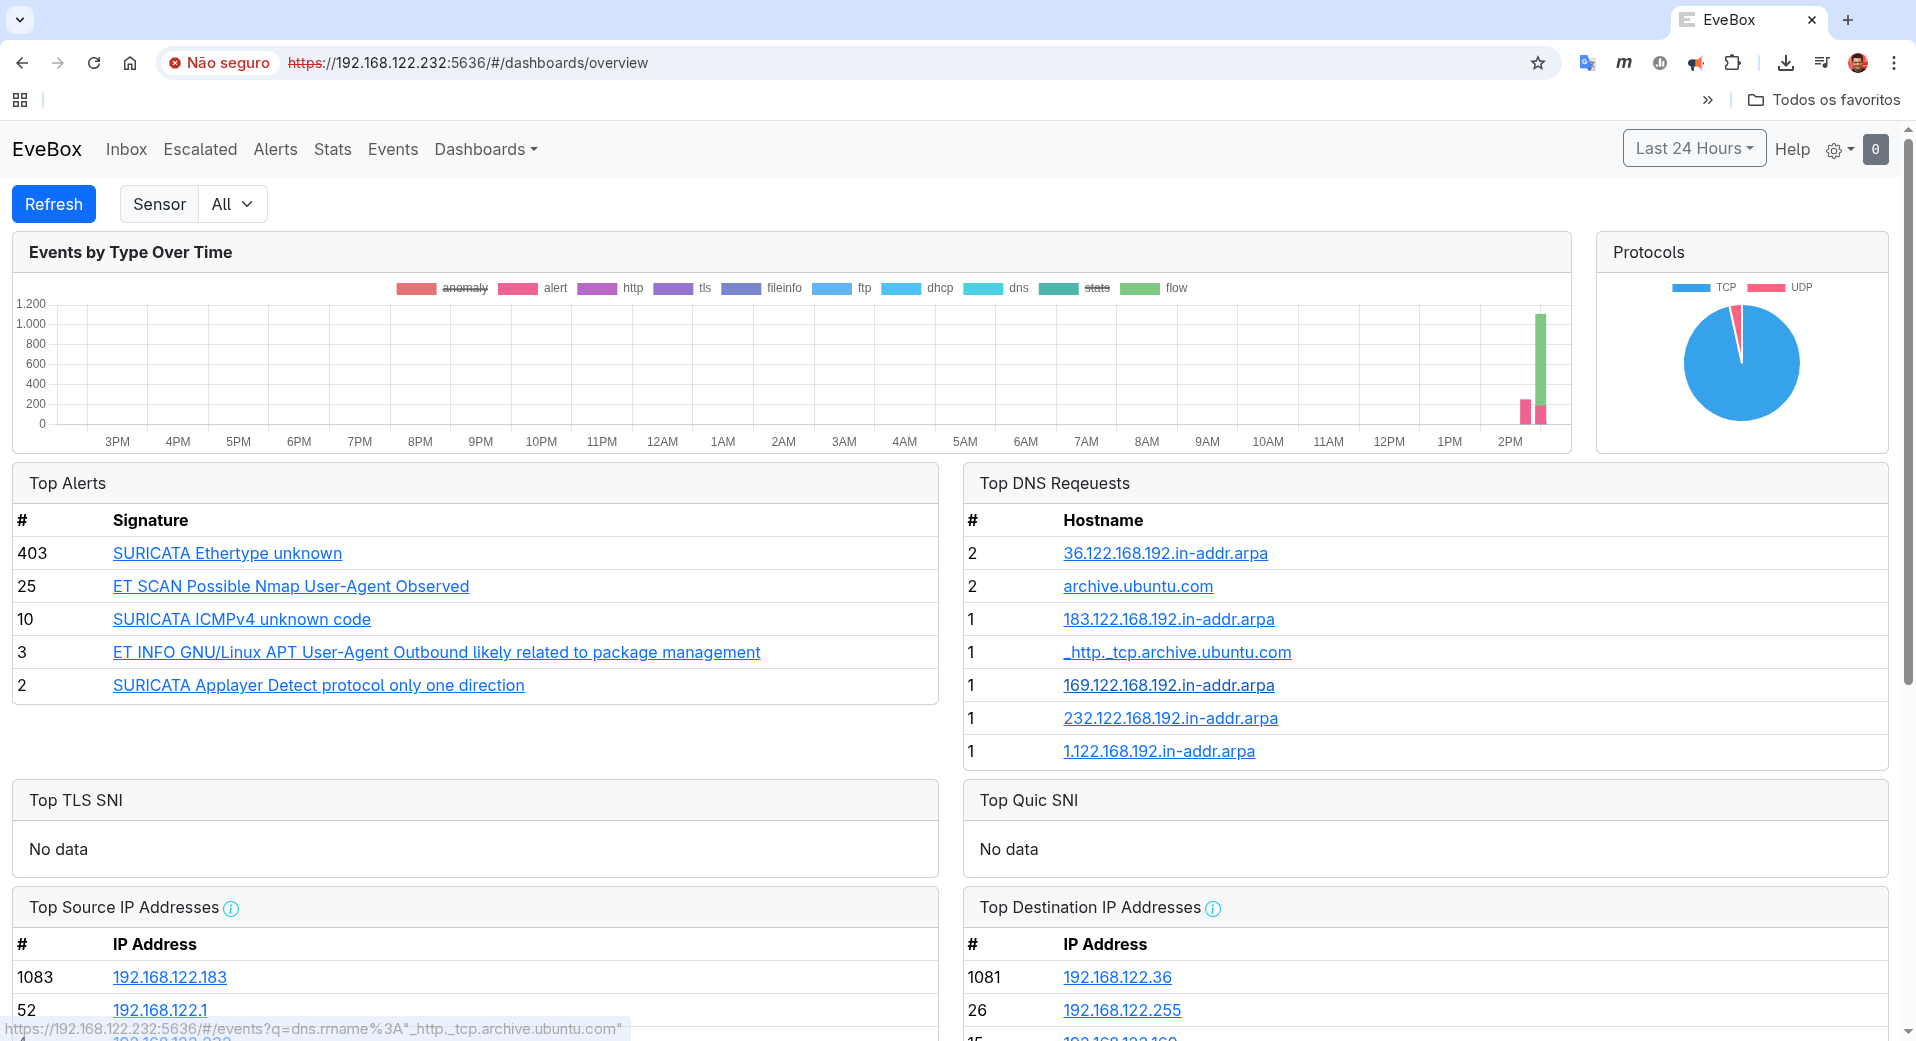 EveBox
Não seguro https://192.168.122.232:5636/#/dashboards/overview
Todos os favoritos
EveBox Inbox Escalated Alerts Stats Events Dashboards Last 24 Hours Help 0
Refresh Sensor All
Events by Type Over Time
anomaly alert http tls fileinfo ftp dhcp dns stats flow
1.200
1.000
800
600
400
200
0
3PM 4PM 5PM 6PM 7PM 8PM 9PM 10PM 11PM 12AM 1AM 2AM 3AM 4AM 5AM 6AM 7AM 8AM 9AM 10AM 11AM 12PM 1PM 2PM
Protocols
TCP UDP
Top Alerts
# Signature
403 SURICATA Ethertype unknown
25 ET SCAN Possible Nmap User-Agent Observed
10 SURICATA ICMPv4 unknown code
3 ET INFO GNU/Linux APT User-Agent Outbound likely related to package management
2 SURICATA Applayer Detect protocol only one direction
Top DNS Reqeuests
# Hostname
2 36.122.168.192.in-addr.arpa
2 archive.ubuntu.com
1 183.122.168.192.in-addr.arpa
1 _http._tcp.archive.ubuntu.com
1 169.122.168.192.in-addr.arpa
1 232.122.168.192.in-addr.arpa
1 1.122.168.192.in-addr.arpa
Top TLS SNI
No data
Top Quic SNI
No data
Top Source IP Addresses
# IP Address
1083 192.168.122.183
52 192.168.122.1
Top Destination IP Addresses
# IP Address
1081 192.168.122.36
26 192.168.122.255
15 192.168.122.169
https://192.168.122.232:5636/#/events?q=dns.rrname%3A"_http._tcp.archive.ubuntu.com"